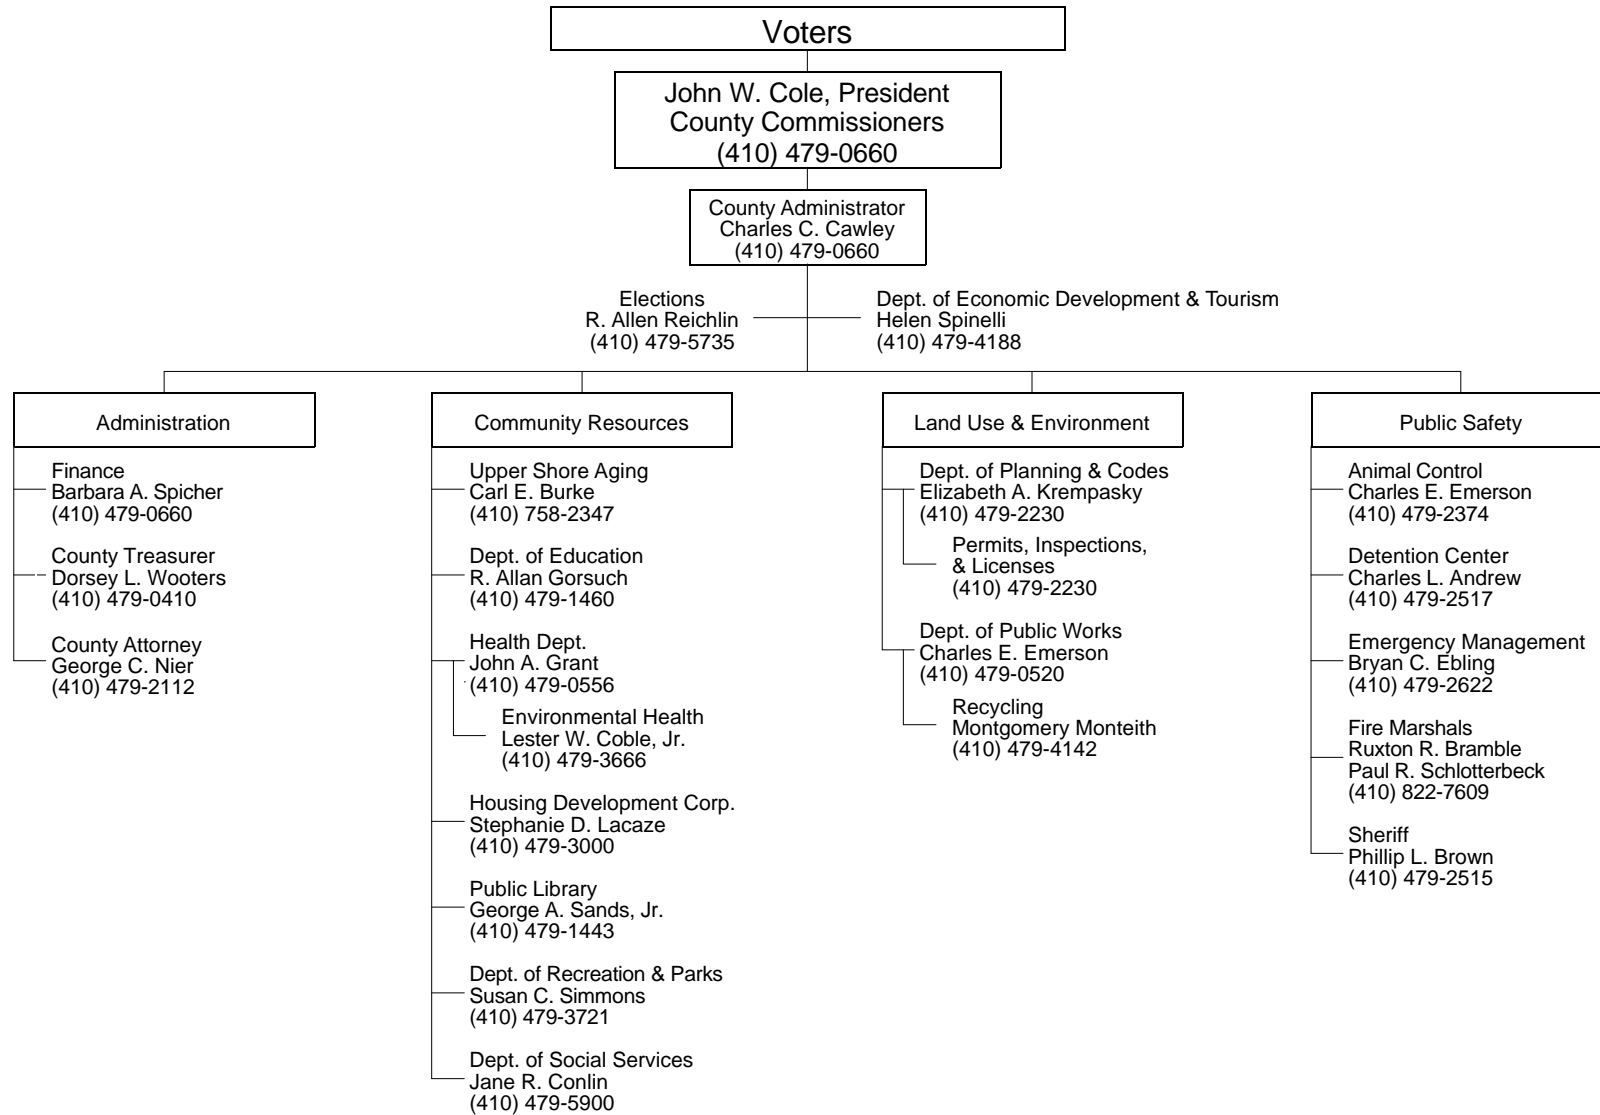 Voters
John W. Cole, President
County Commissioners
(410) 479-0660
County Administrator
Charles C. Cawley
(410) 479-0660
Elections
R. Allen Reichlin
(410) 479-5735
Dept. of Economic Development & Tourism
Helen Spinelli
(410) 479-4188
Administration
Finance
Barbara A. Spicher
(410) 479-0660
County Treasurer
Dorsey L. Wooters
(410) 479-0410
County Attorney
George C. Nier
(410) 479-2112
Community Resources
Upper Shore Aging
Carl E. Burke
(410) 758-2347
Dept. of Education
R. Allan Gorsuch
(410) 479-1460
Health Dept.
John A. Grant
(410) 479-0556
Environmental Health
Lester W. Coble, Jr.
(410) 479-3666
Housing Development Corp.
Stephanie D. Lacaze
(410) 479-3000
Public Library
George A. Sands, Jr.
(410) 479-1443
Dept. of Recreation & Parks
Susan C. Simmons
(410) 479-3721
Dept. of Social Services
Jane R. Conlin
(410) 479-5900
Land Use & Environment
Dept. of Planning & Codes
Elizabeth A. Krempasky
(410) 479-2230
Permits, Inspections,
& Licenses
(410) 479-2230
Dept. of Public Works
Charles E. Emerson
(410) 479-0520
Recycling
Montgomery Monteith
(410) 479-4142
Public Safety
Animal Control
Charles E. Emerson
(410) 479-2374
Detention Center
Charles L. Andrew
(410) 479-2517
Emergency Management
Bryan C. Ebling
(410) 479-2622
Fire Marshals
Ruxton R. Bramble
Paul R. Schlotterbeck
(410) 822-7609
Sheriff
Phillip L. Brown
(410) 479-2515